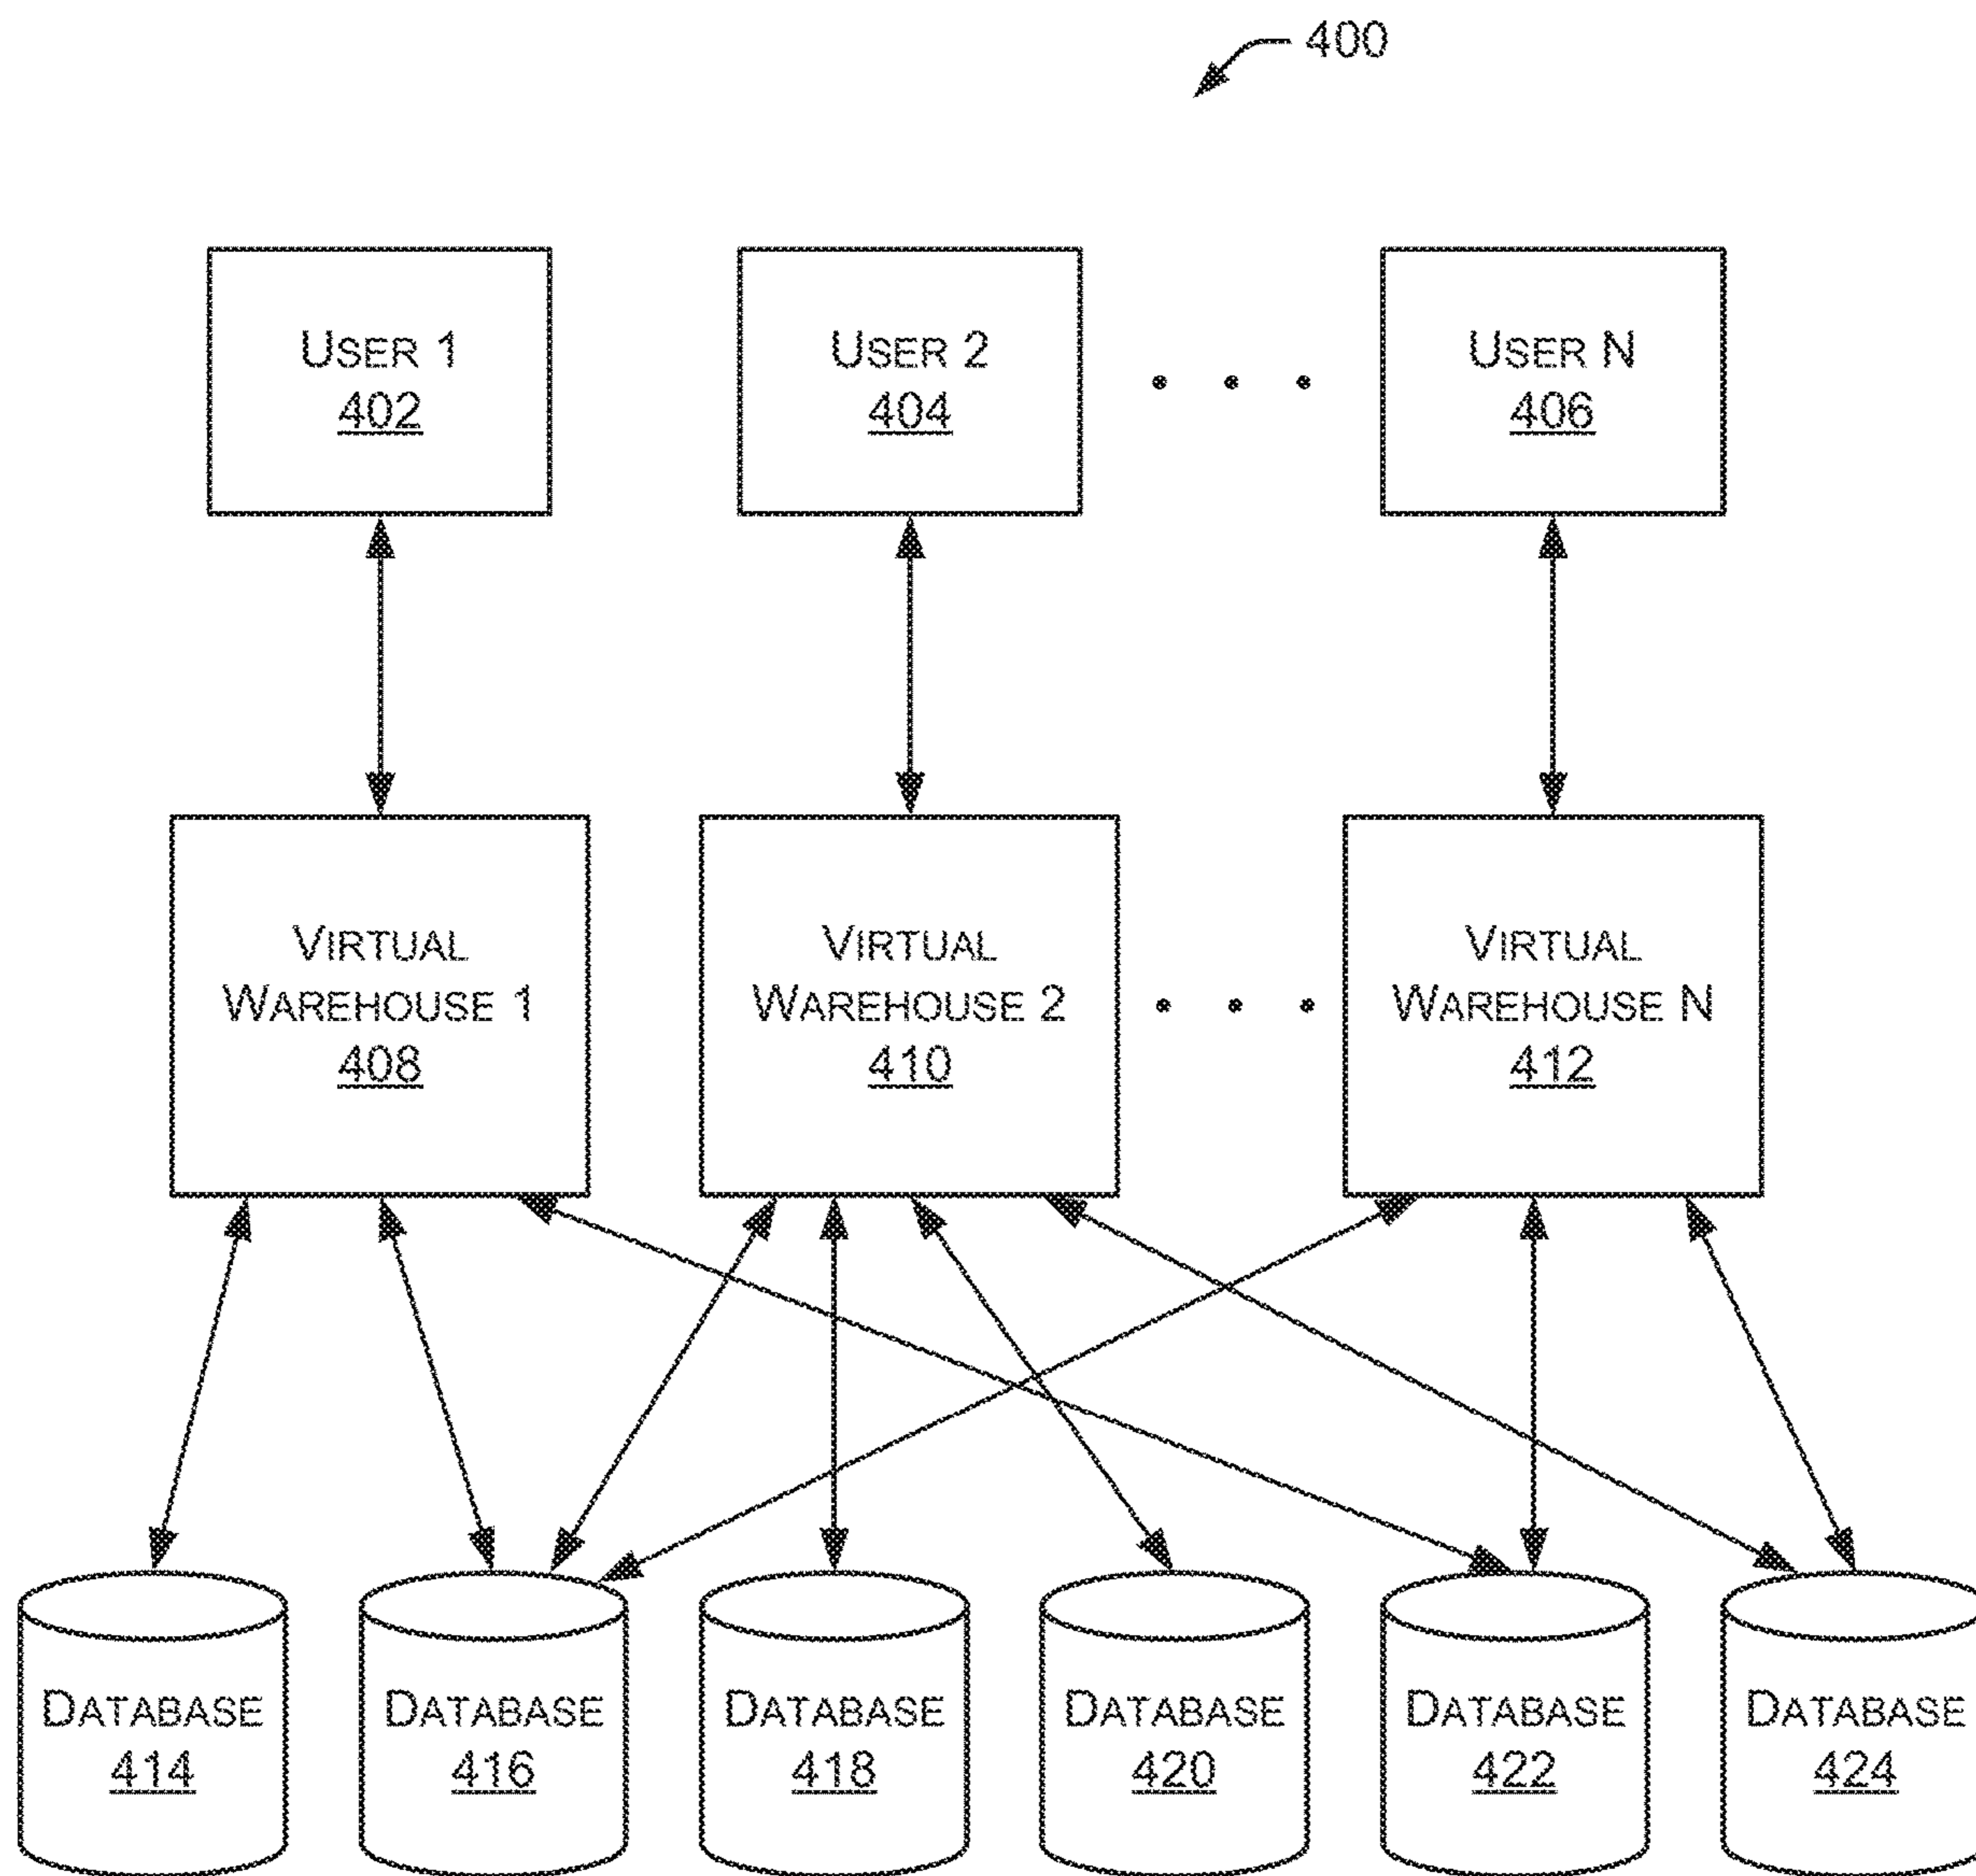 400
USER 1
402
USER 2
404
USER N
406
VIRTUAL
WAREHOUSE 1
408
VIRTUAL
WAREHOUSE 2
410
VIRTUAL
WAREHOUSE N
412
DATABASE
414
DATABASE
416
DATABASE
418
DATABASE
420
DATABASE
422
DATABASE
424